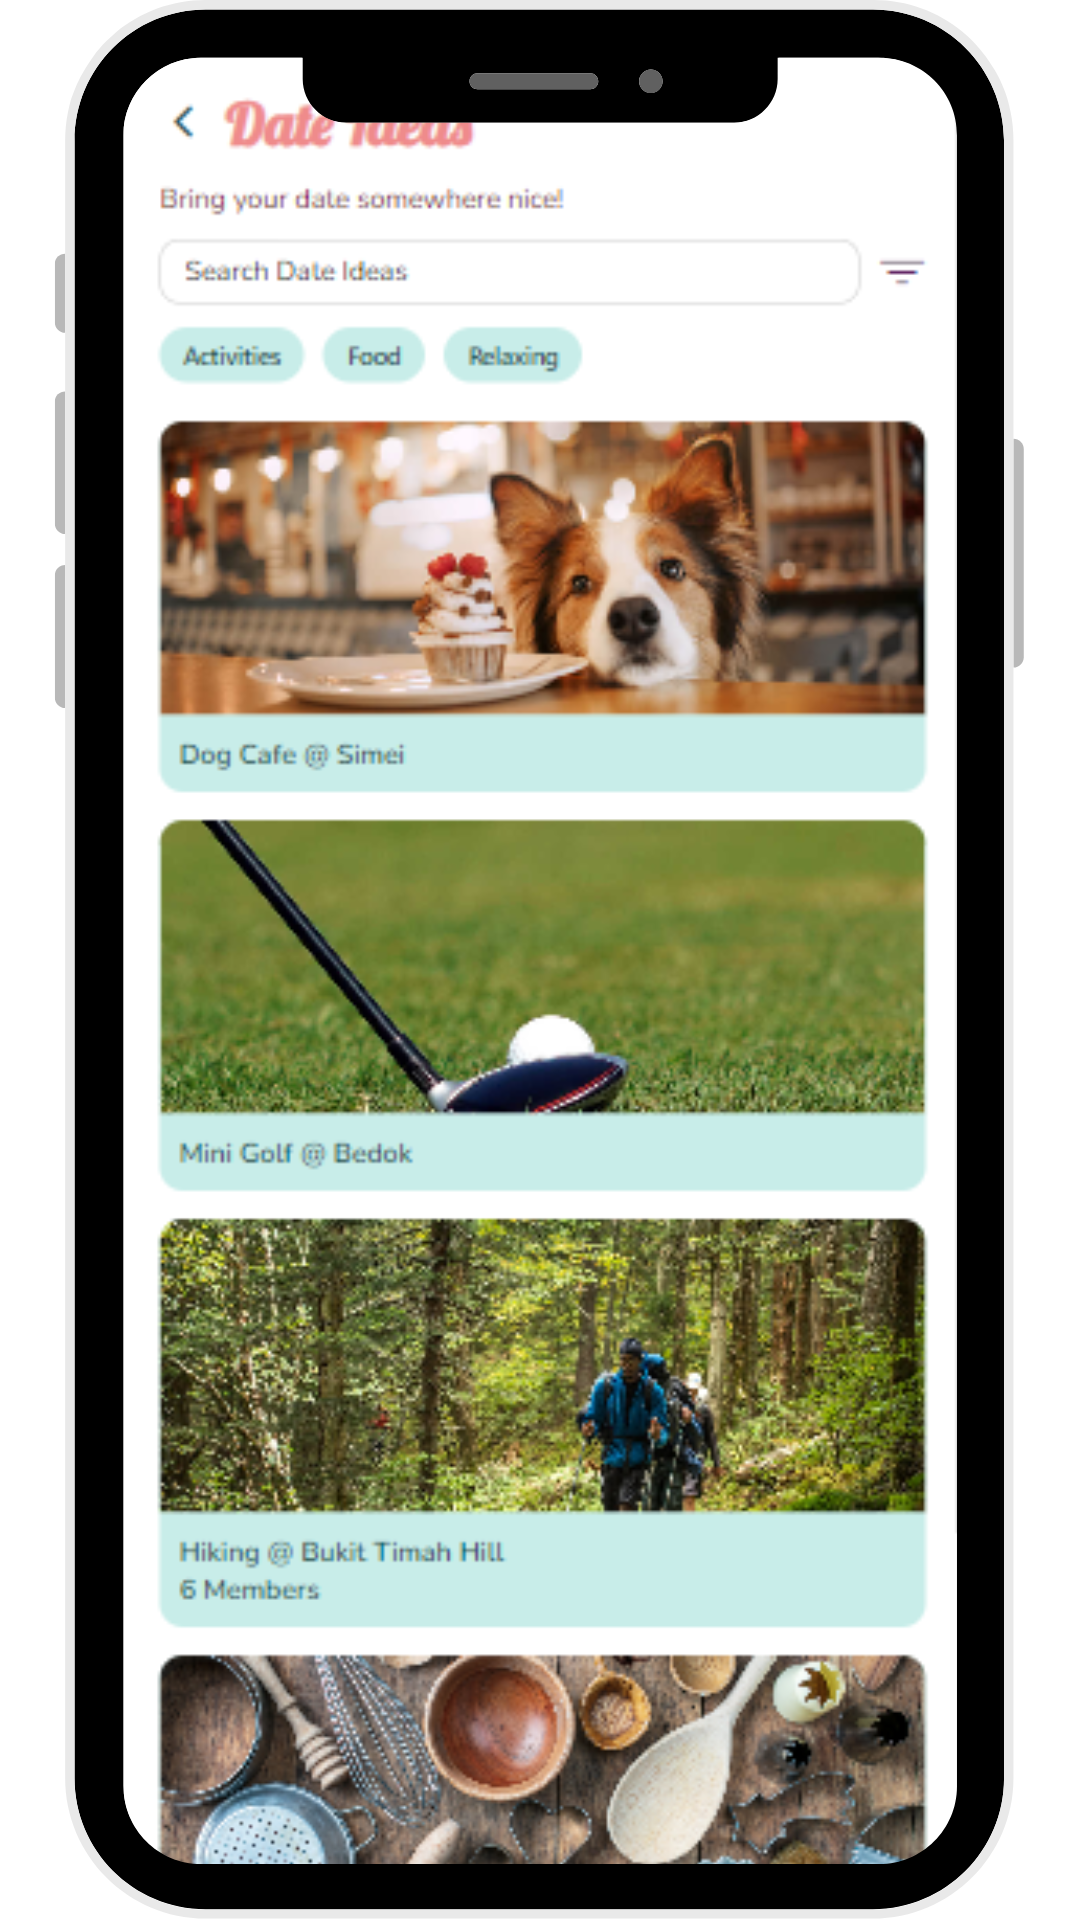 Date Ideas
Bring your date somewhere nice!
Search Date Ideas
Activities
Food
Relaxing
Dog Cafe @ Simei
Mini Golf @ Bedok
Hiking @ Bukit Timah Hill
6 Members